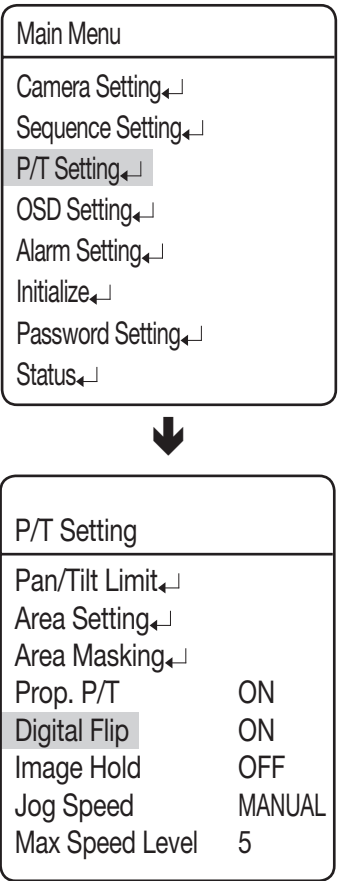 Main Menu
Camera Setting↵
Sequence Setting↵
P/T Setting↵
OSD Setting↵
Alarm Setting↵
Initialize↵
Password Setting↵
Status↵
P/T Setting
Pan/Tilt Limit↵
Area Setting↵
Area Masking↵
Prop. P/T ON
Digital Flip ON
Image Hold OFF
Jog Speed MANUAL
Max Speed Level 5